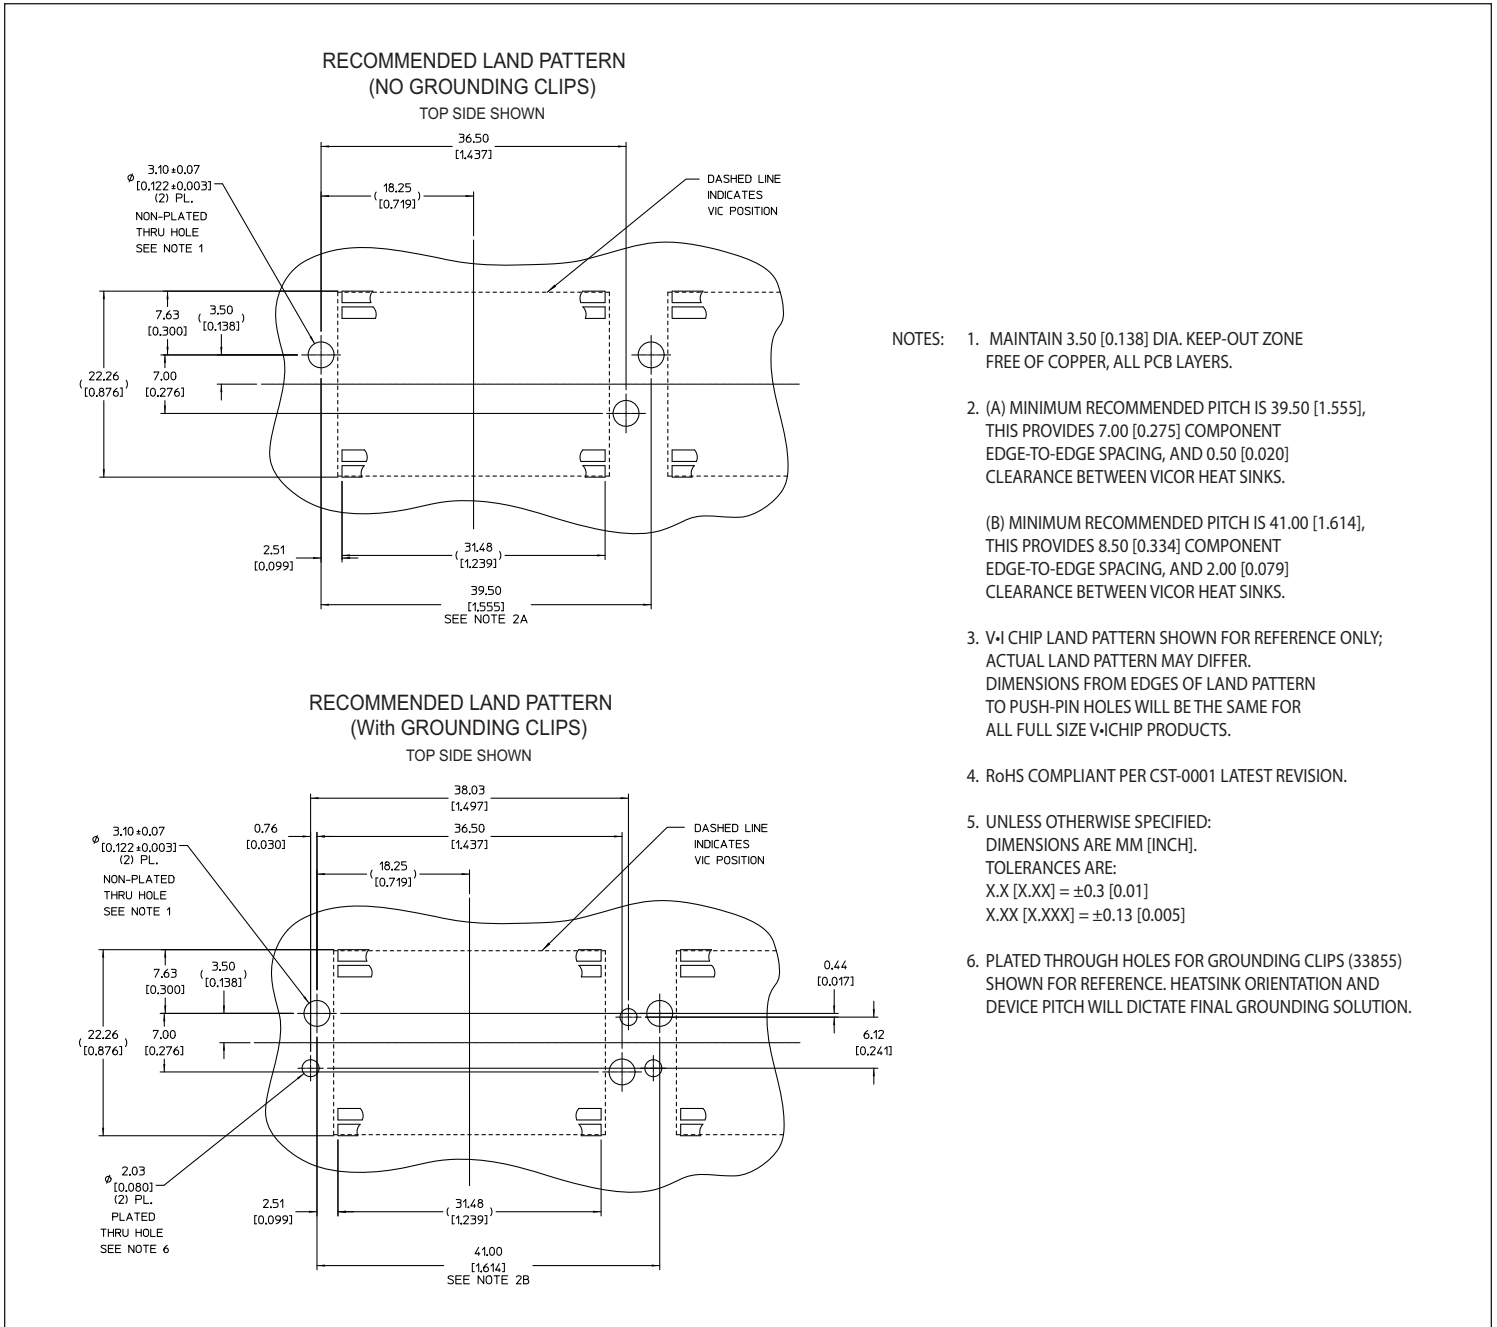 RECOMMENDED LAND PATTERN
(NO GROUNDING CLIPS)
TOP SIDE SHOWN
36.50
[1.437]
ø 3.10 ±0.07
[0.122 ±0.003]
(2) PL.
NON-PLATED
THRU HOLE
SEE NOTE 1
( 18.25 )
[0.719]
DASHED LINE
INDICATES
VIC POSITION
7.63
[0.300]
( 3.50 )
[0.138]
( 22.26 )
[0.876]
7.00
[0.276]
2.51
[0.099]
( 31.48 )
[1.239]
39.50
[1.555]
SEE NOTE 2A
RECOMMENDED LAND PATTERN
(With GROUNDING CLIPS)
TOP SIDE SHOWN
38.03
[1.497]
ø 3.10 ±0.07
[0.122 ±0.003]
(2) PL.
NON-PLATED
THRU HOLE
SEE NOTE 1
0.76
[0.030]
36.50
[1.437]
( 18.25 )
[0.719]
DASHED LINE
INDICATES
VIC POSITION
7.63
[0.300]
( 3.50 )
[0.138]
0.44
[0.017]
( 22.26 )
[0.876]
7.00
[0.276]
6.12
[0.241]
ø 2.03
[0.080]
(2) PL.
PLATED
THRU HOLE
SEE NOTE 6
2.51
[0.099]
( 31.48 )
[1.239]
41.00
[1.614]
SEE NOTE 2B
NOTES: 1. MAINTAIN 3.50 [0.138] DIA. KEEP-OUT ZONE
FREE OF COPPER, ALL PCB LAYERS.
2. (A) MINIMUM RECOMMENDED PITCH IS 39.50 [1.555],
THIS PROVIDES 7.00 [0.275] COMPONENT
EDGE-TO-EDGE SPACING, AND 0.50 [0.020]
CLEARANCE BETWEEN VICOR HEAT SINKS.
(B) MINIMUM RECOMMENDED PITCH IS 41.00 [1.614],
THIS PROVIDES 8.50 [0.334] COMPONENT
EDGE-TO-EDGE SPACING, AND 2.00 [0.079]
CLEARANCE BETWEEN VICOR HEAT SINKS.
3. V•I CHIP LAND PATTERN SHOWN FOR REFERENCE ONLY;
ACTUAL LAND PATTERN MAY DIFFER.
DIMENSIONS FROM EDGES OF LAND PATTERN
TO PUSH-PIN HOLES WILL BE THE SAME FOR
ALL FULL SIZE V•ICHIP PRODUCTS.
4. RoHS COMPLIANT PER CST-0001 LATEST REVISION.
5. UNLESS OTHERWISE SPECIFIED:
DIMENSIONS ARE MM [INCH].
TOLERANCES ARE:
X.X [X.XX] = ±0.3 [0.01]
X.XX [X.XXX] = ±0.13 [0.005]
6. PLATED THROUGH HOLES FOR GROUNDING CLIPS (33855)
SHOWN FOR REFERENCE. HEATSINK ORIENTATION AND
DEVICE PITCH WILL DICTATE FINAL GROUNDING SOLUTION.